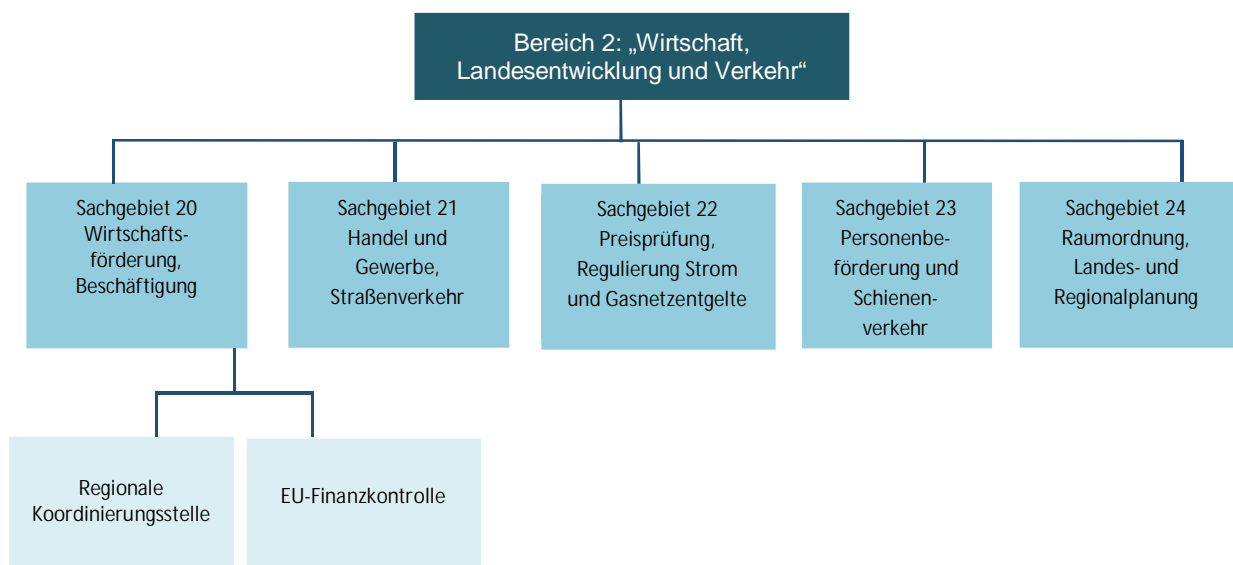 Bereich 2: „Wirtschaft,
Landesentwicklung und Verkehr“
Sachgebiet 20
Wirtschafts-
förderung,
Beschäftigung
Sachgebiet 21
Handel und
Gewerbe,
Straßenverkehr
Sachgebiet 22
Preisprüfung,
Regulierung Strom
und Gasnetzentgelte
Sachgebiet 23
Personenbe-
förderung und
Schienen-
verkehr
Sachgebiet 24
Raumordnung,
Landes- und
Regionalplanung
Regionale
Koordinierungsstelle
EU-Finanzkontrolle